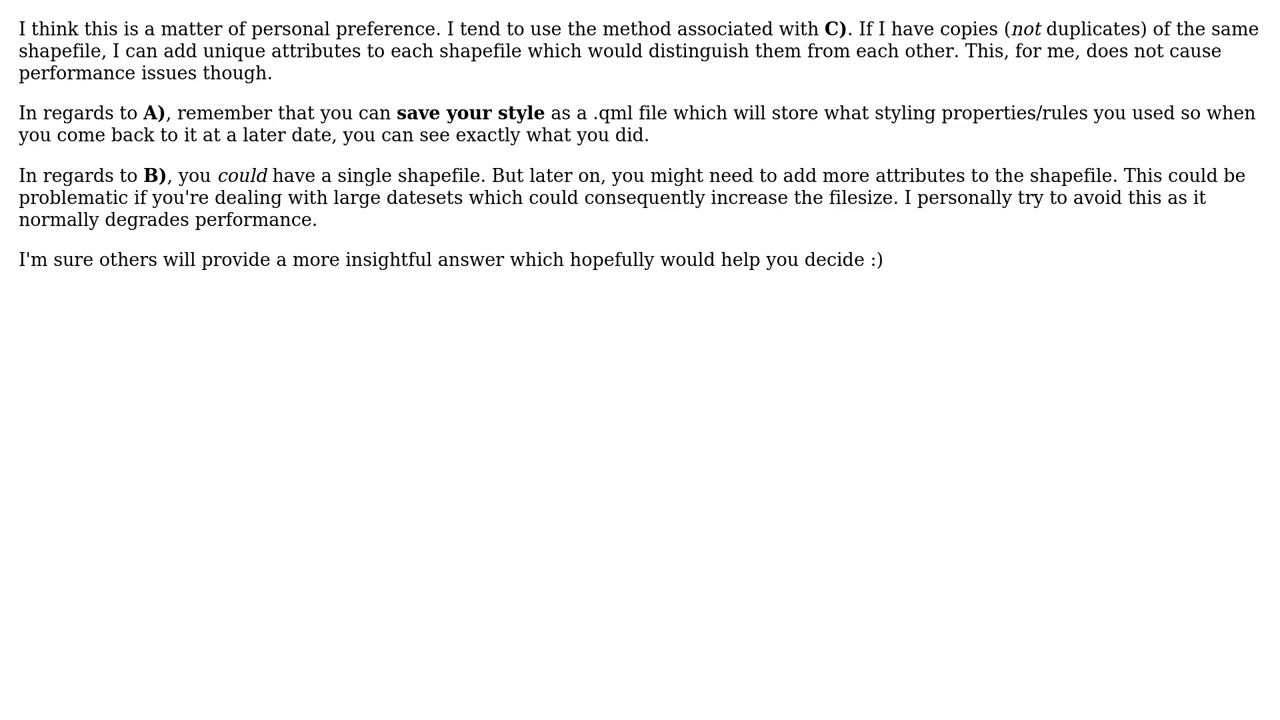 I think this is a matter of personal preference. I tend to use the method associated with C). If I have copies (not duplicates) of the same
shapefile, I can add unique attributes to each shapefile which would distinguish them from each other. This, for me, does not cause
performance issues though.
In regards to A), remember that you can save your style as a .qml file which will store what styling properties/rules you used so when
you come back to it at a later date, you can see exactly what you did.
In regards to B), you could have a single shapefile. But later on, you might need to add more attributes to the shapefile. This could be
problematic if you're dealing with large datesets which could consequently increase the filesize. I personally try to avoid this as it
normally degrades performance.
I'm sure others will provide a more insightful answer which hopefully would help you decide :)